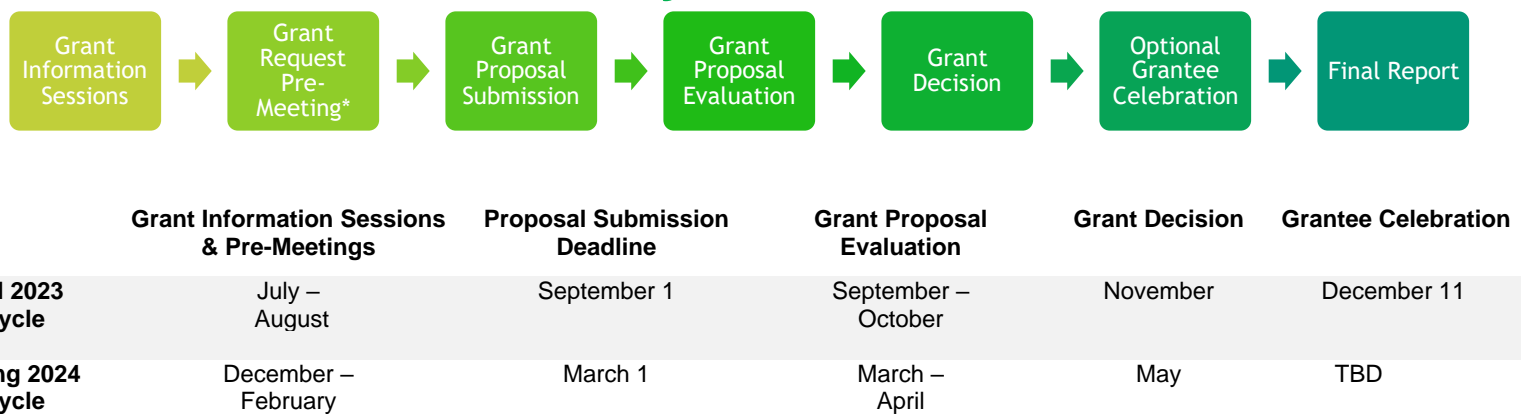 Grant
Information
Sessions
Grant
Request
Pre-
Meeting*
Grant
Proposal
Submission
Grant
Proposal
Evaluation
Grant
Decision
Optional
Grantee
Celebration
Final Report
Grant Information Sessions
& Pre-Meetings
Proposal Submission
Deadline
Grant Proposal
Evaluation
Grant Decision
Grantee Celebration
2023
July –
August
September 1
September –
October
November
December 11
2024
December –
February
March 1
March –
April
May
TBD